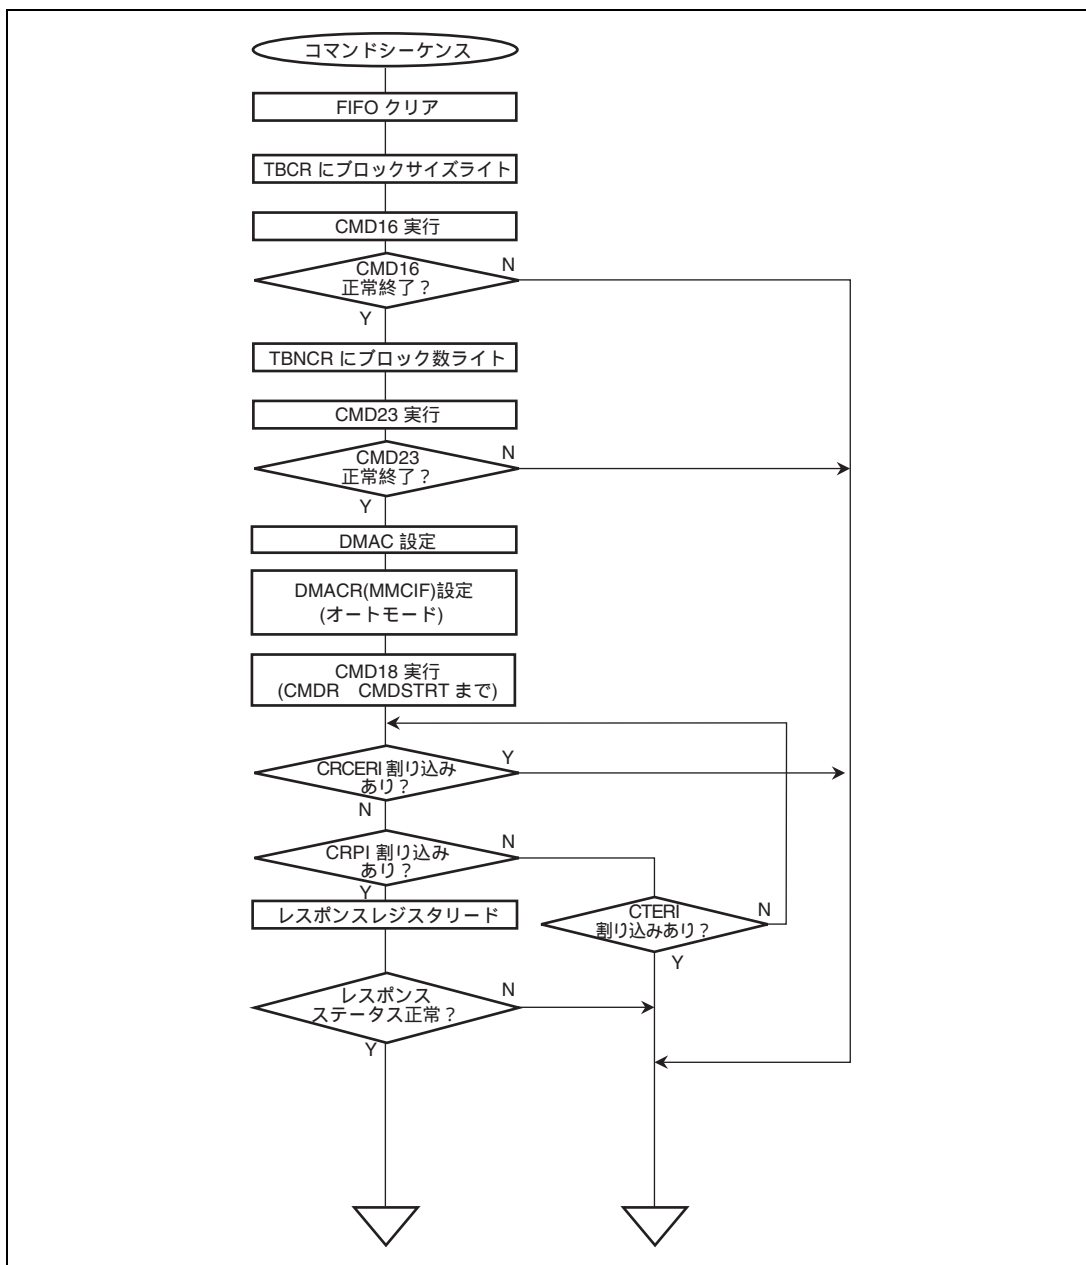 コマンドシーケンス
FIFO クリア
TBCR にブロックサイズライト
CMD16 実行
CMD16
正常終了？
N
Y
TBNCR にブロック数ライト
CMD23 実行
CMD23
正常終了？
N
Y
DMAC 設定
DMACR(MMCIF)設定
(オートモード)
CMD18 実行
(CMDR　CMDSTRT まで)
CRCERI 割り込み
あり？
Y
N
CRPI 割り込み
あり？
N
Y
レスポンスレジスタリード
CTERI
割り込みあり？
N
Y
レスポンス
ステータス正常？
N
Y